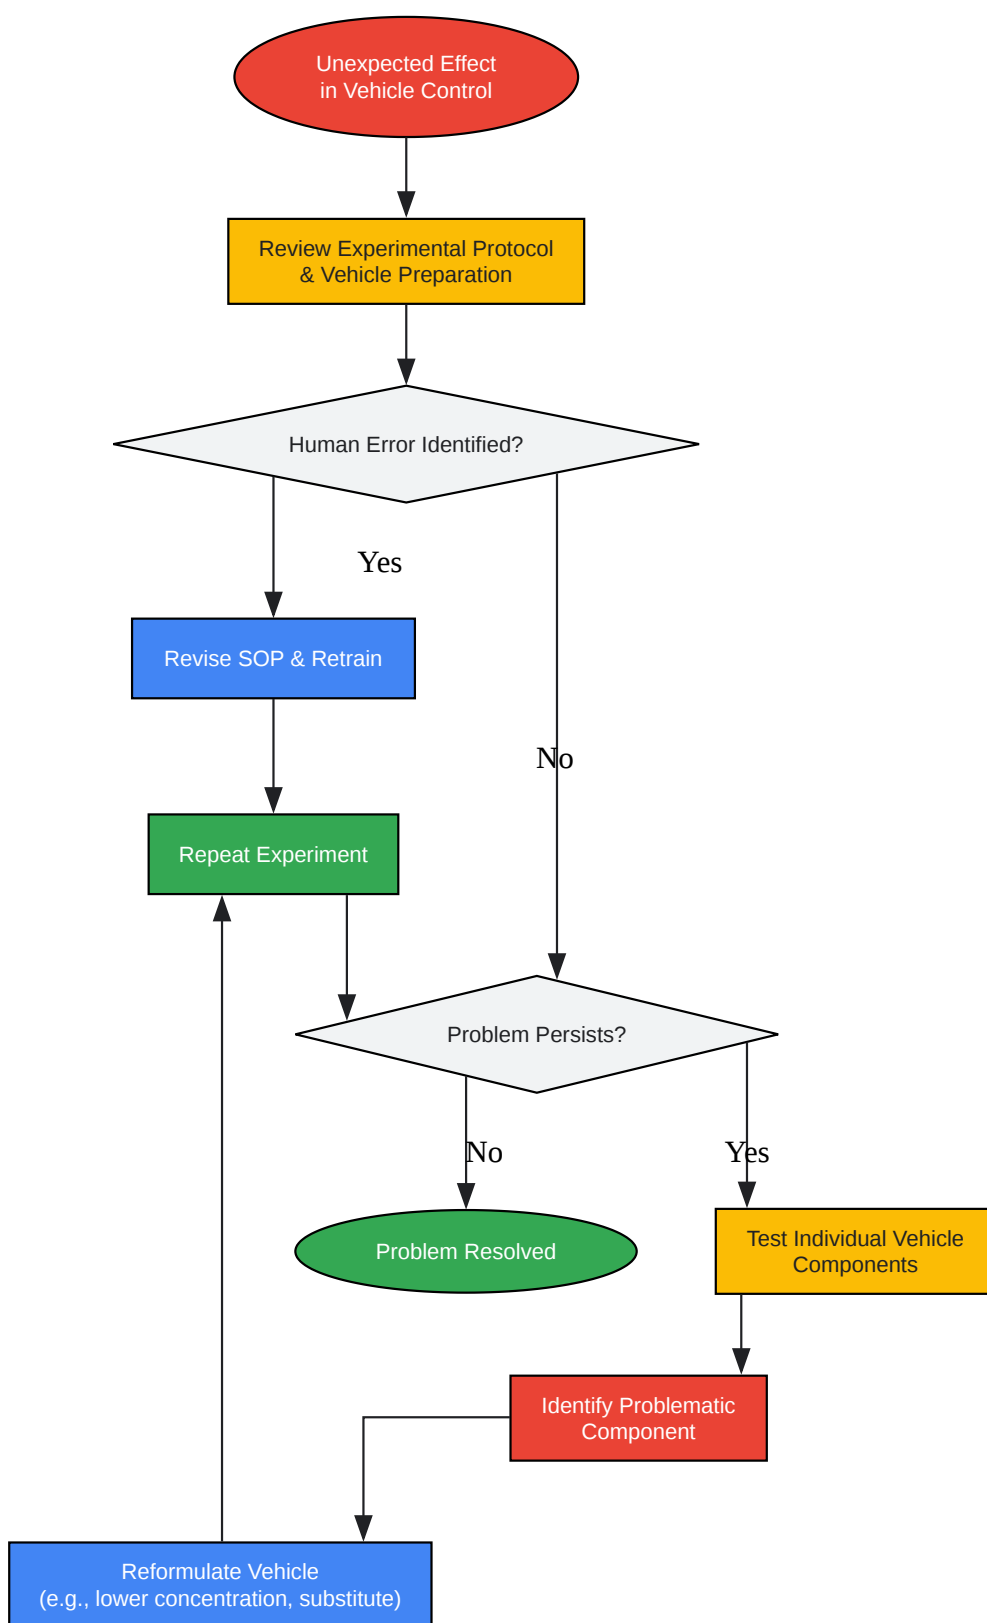 Unexpected Effect
in Vehicle Control
Review Experimental Protocol
& Vehicle Preparation
Human Error Identified?
Yes
Revise SOP & Retrain
No
Repeat Experiment
Problem Persists?
No
Yes
Problem Resolved
Test Individual Vehicle
Components
Identify Problematic
Component
Reformulate Vehicle
(e.g., lower concentration, substitute)